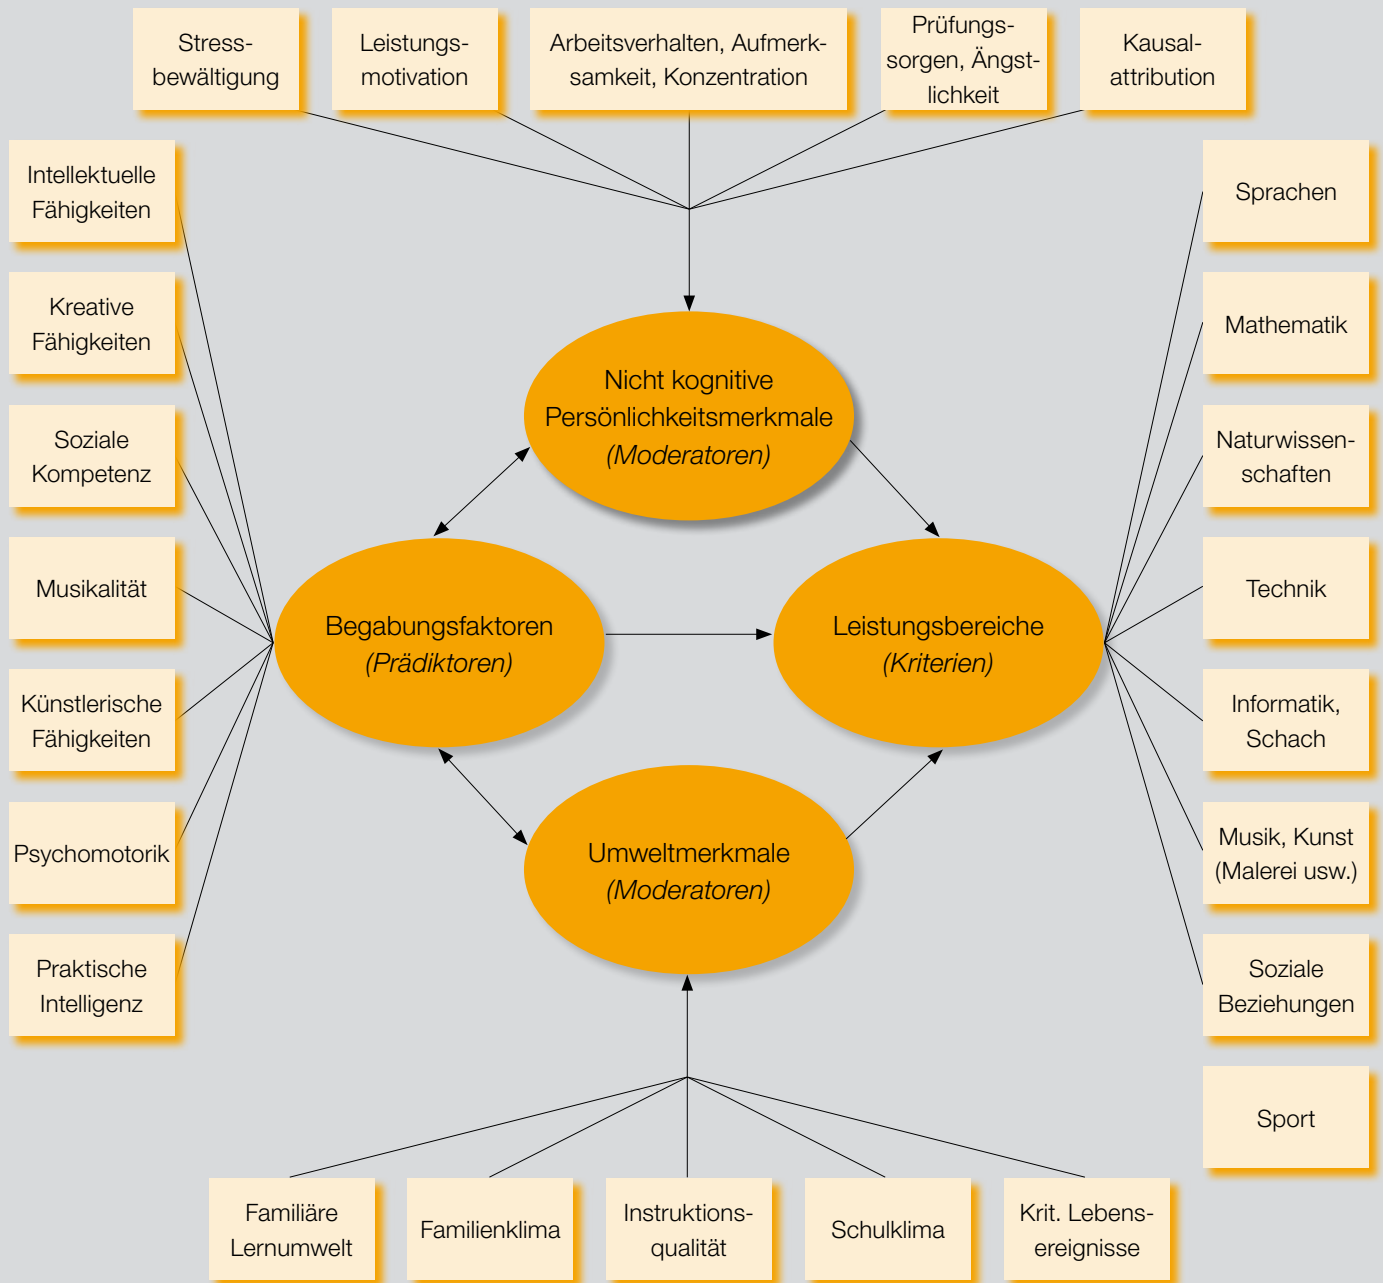 Stress-
bewältigung
Leistungs-
motivation
Arbeitsverhalten, Aufmerk-
samkeit, Konzentration
Prüfungs-
sorgen, Ängst-
lichkeit
Kausal-
attribution
Intellektuelle
Fähigkeiten
Kreative
Fähigkeiten
Soziale
Kompetenz
Musikalität
Künstlerische
Fähigkeiten
Psychomotorik
Praktische
Intelligenz
Nicht kognitive
Persönlichkeitsmerkmale
(Moderatoren)
Begabungsfaktoren
(Prädiktoren)
Leistungsbereiche
(Kriterien)
Umweltmerkmale
(Moderatoren)
Sprachen
Mathematik
Naturwissen-
schaften
Technik
Informatik,
Schach
Musik, Kunst
(Malerei usw.)
Soziale
Beziehungen
Sport
Familiäre
Lernumwelt
Familienklima
Instruktions-
qualität
Schulklima
Krit. Lebens-
ereignisse